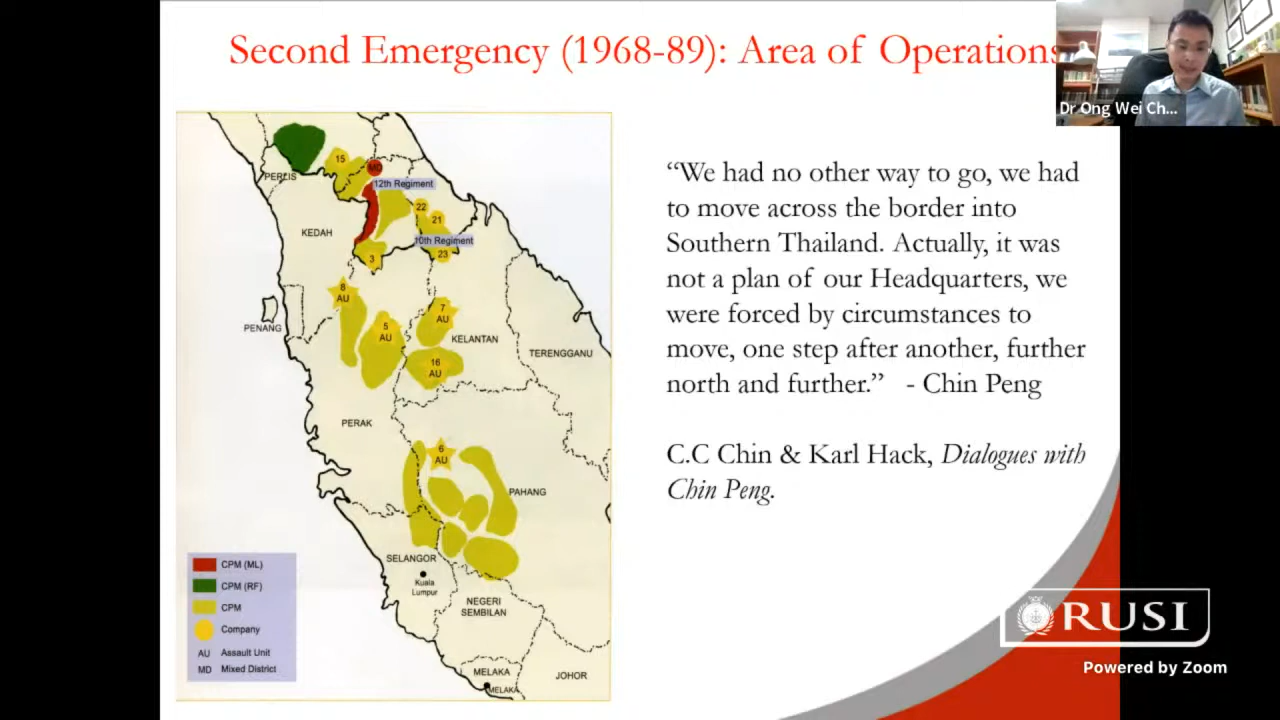 Second Emergency (1968-89): Area of Operations
Dr Ong Wei Ch...
“We had no other way to go, we had
to move across the border into
Southern Thailand. Actually, it was
not a plan of our Headquarters, we
were forced by circumstances to
move, one step after another, further
north and further.” - Chin Peng
C.C Chin & Karl Hack, Dialogues with
Chin Peng.
15
MD
PERLIS
12th Regiment
KEDAH
22
21
10th Regiment
23
3
8
AU
PENANG
7
AU
5
AU
KELANTAN
TERENGGANU
16
AU
PERAK
6
AU
PAHANG
SELANGOR
Kuala
Lumpur
NEGERI
SEMBILAN
MELAKA
MELAKA
JOHOR
CPM (ML)
CPM (RF)
CPM
Company
AU Assault Unit
MD Mixed District
RUSI
Powered by Zoom